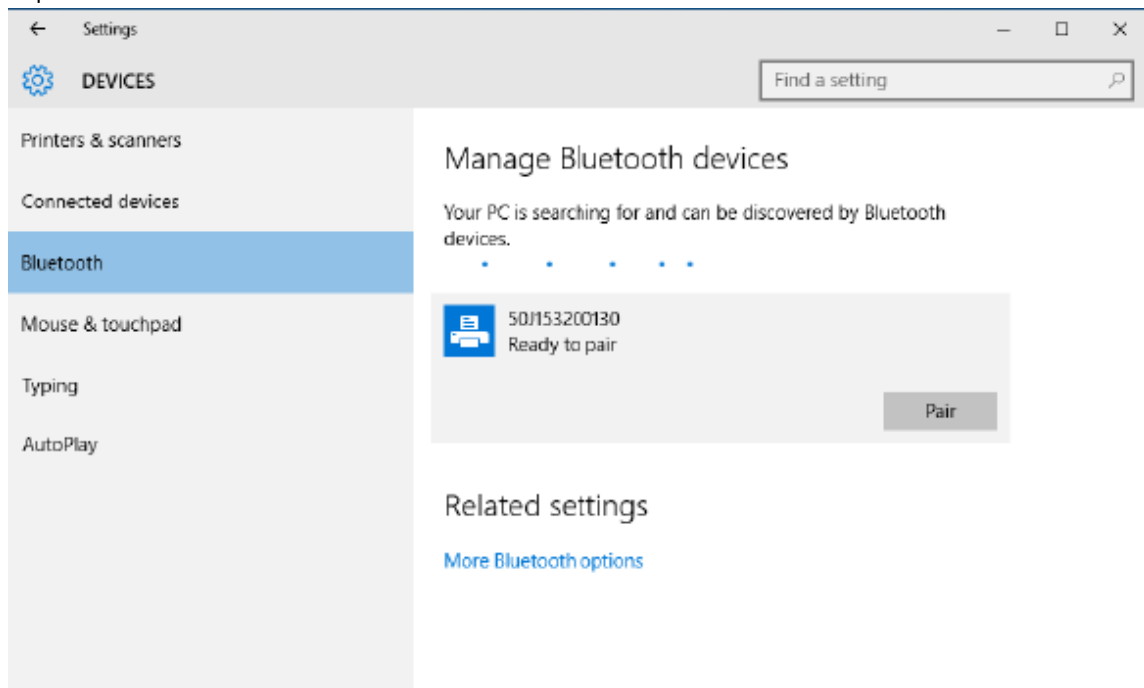 Settings
DEVICES
Find a setting
Printers & scanners
Connected devices
Bluetooth
Mouse & touchpad
Typing
AutoPlay
Manage Bluetooth devices
Your PC is searching for and can be discovered by Bluetooth
devices.
50J153200130
Ready to pair
Pair
Related settings
More Bluetooth options